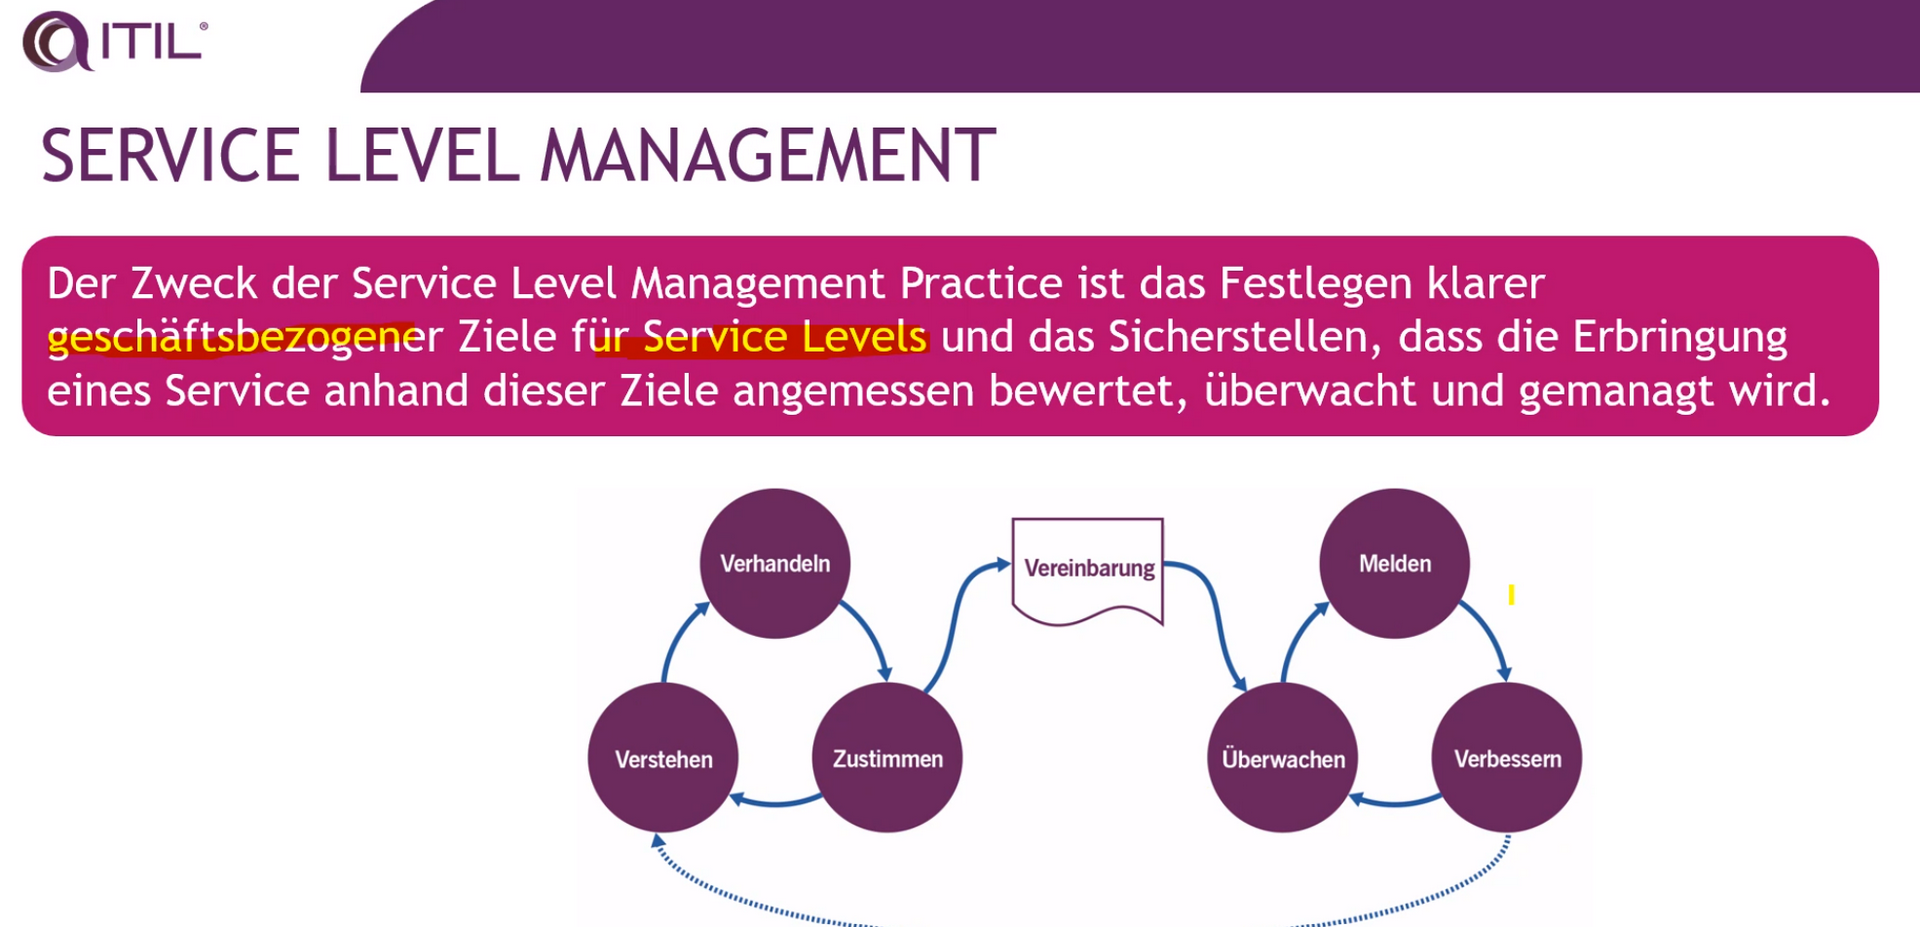 ITIL®
SERVICE LEVEL MANAGEMENT
Der Zweck der Service Level Management Practice ist das Festlegen klarer
geschäftsbezogener Ziele für Service Levels und das Sicherstellen, dass die Erbringung
eines Service anhand dieser Ziele angemessen bewertet, überwacht und gemanagt wird.
Verhandeln
Vereinbarung
Melden
Verstehen
Zustimmen
Überwachen
Verbessern